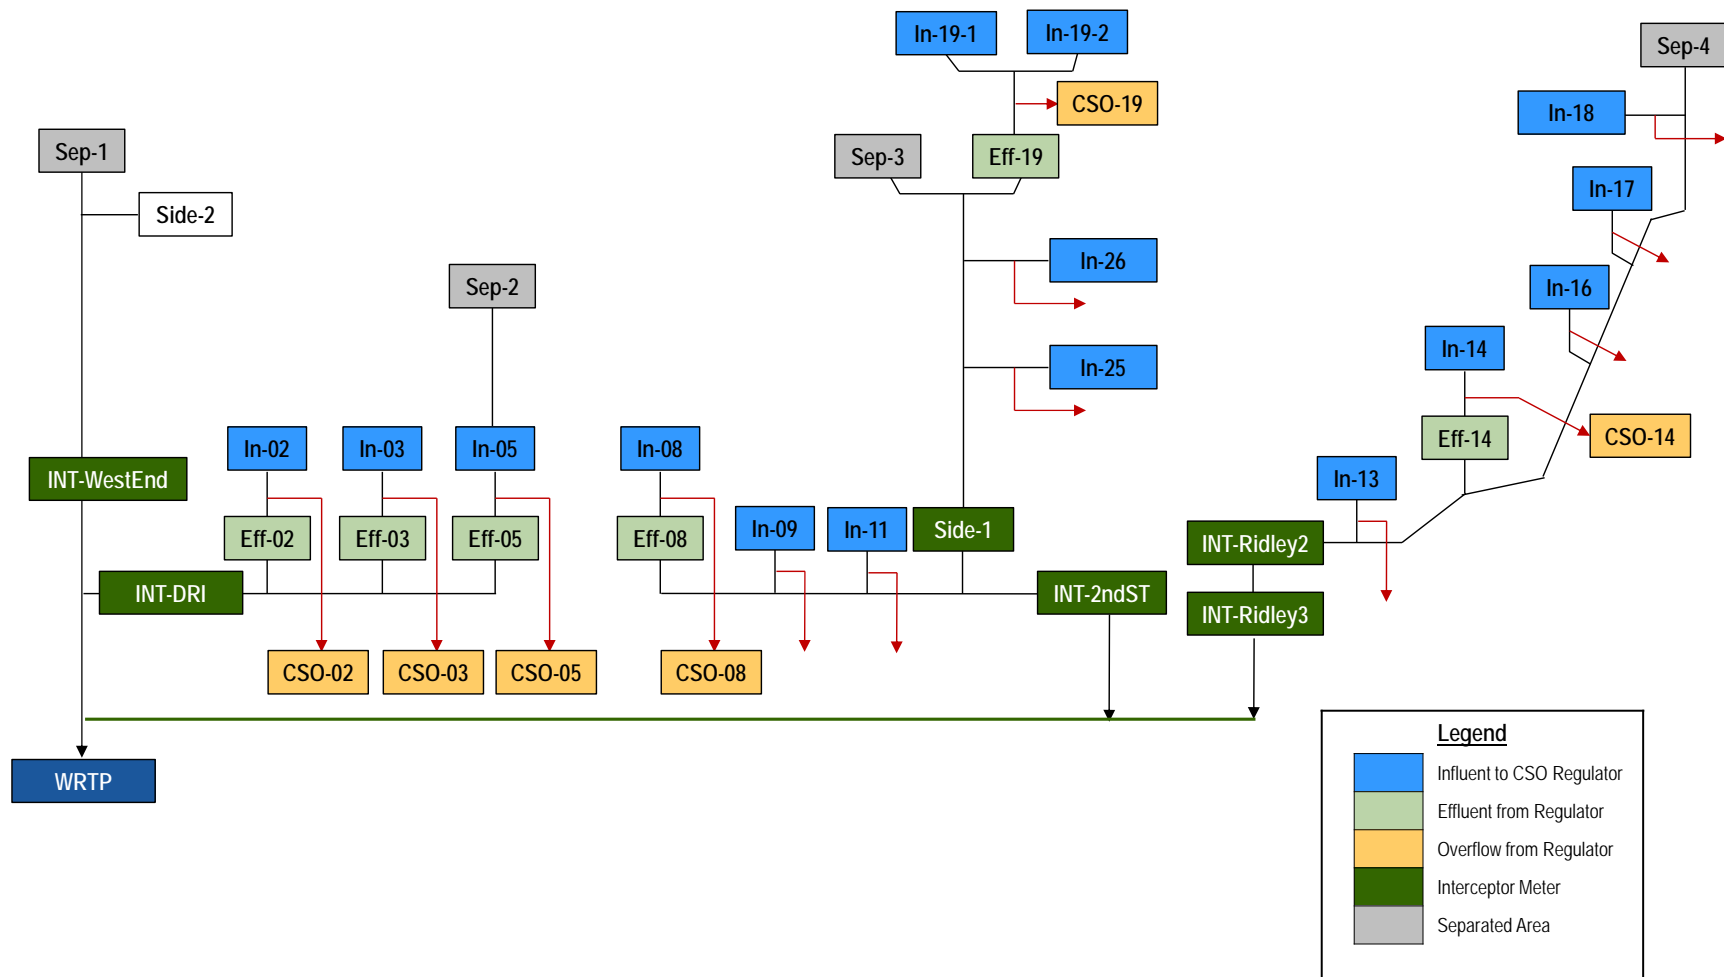 In-19-1
In-19-2
Sep-4
CSO-19
In-18
Sep-1
Sep-3
Eff-19
In-17
Side-2
In-26
Sep-2
In-16
In-14
In-25
CSO-14
Eff-14
In-02
In-03
In-05
In-08
INT-WestEnd
In-13
In-09
In-11
Side-1
Eff-02
Eff-03
Eff-05
Eff-08
INT-Ridley2
INT-DRI
INT-2ndST
INT-Ridley3
CSO-02
CSO-03
CSO-05
CSO-08
WRTP
Legend
Influent to CSO Regulator
Effluent from Regulator
Overflow from Regulator
Interceptor Meter
Separated Area